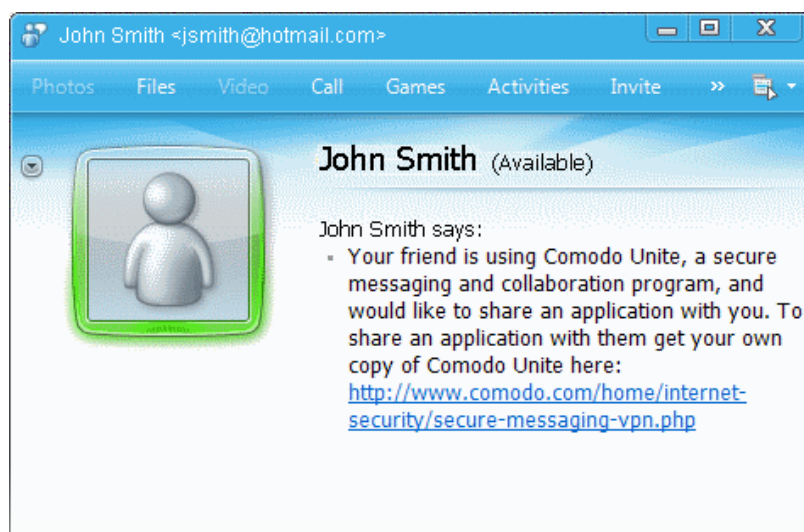 John Smith <jsmith@hotmail.com>
Photos Files Video Call Games Activities Invite »
John Smith (Available)
John Smith says:
Your friend is using Comodo Unite, a secure
messaging and collaboration program, and
would like to share an application with you. To
share an application with them get your own
copy of Comodo Unite here:
http://www.comodo.com/home/internet-
security/secure-messaging-vpn.php